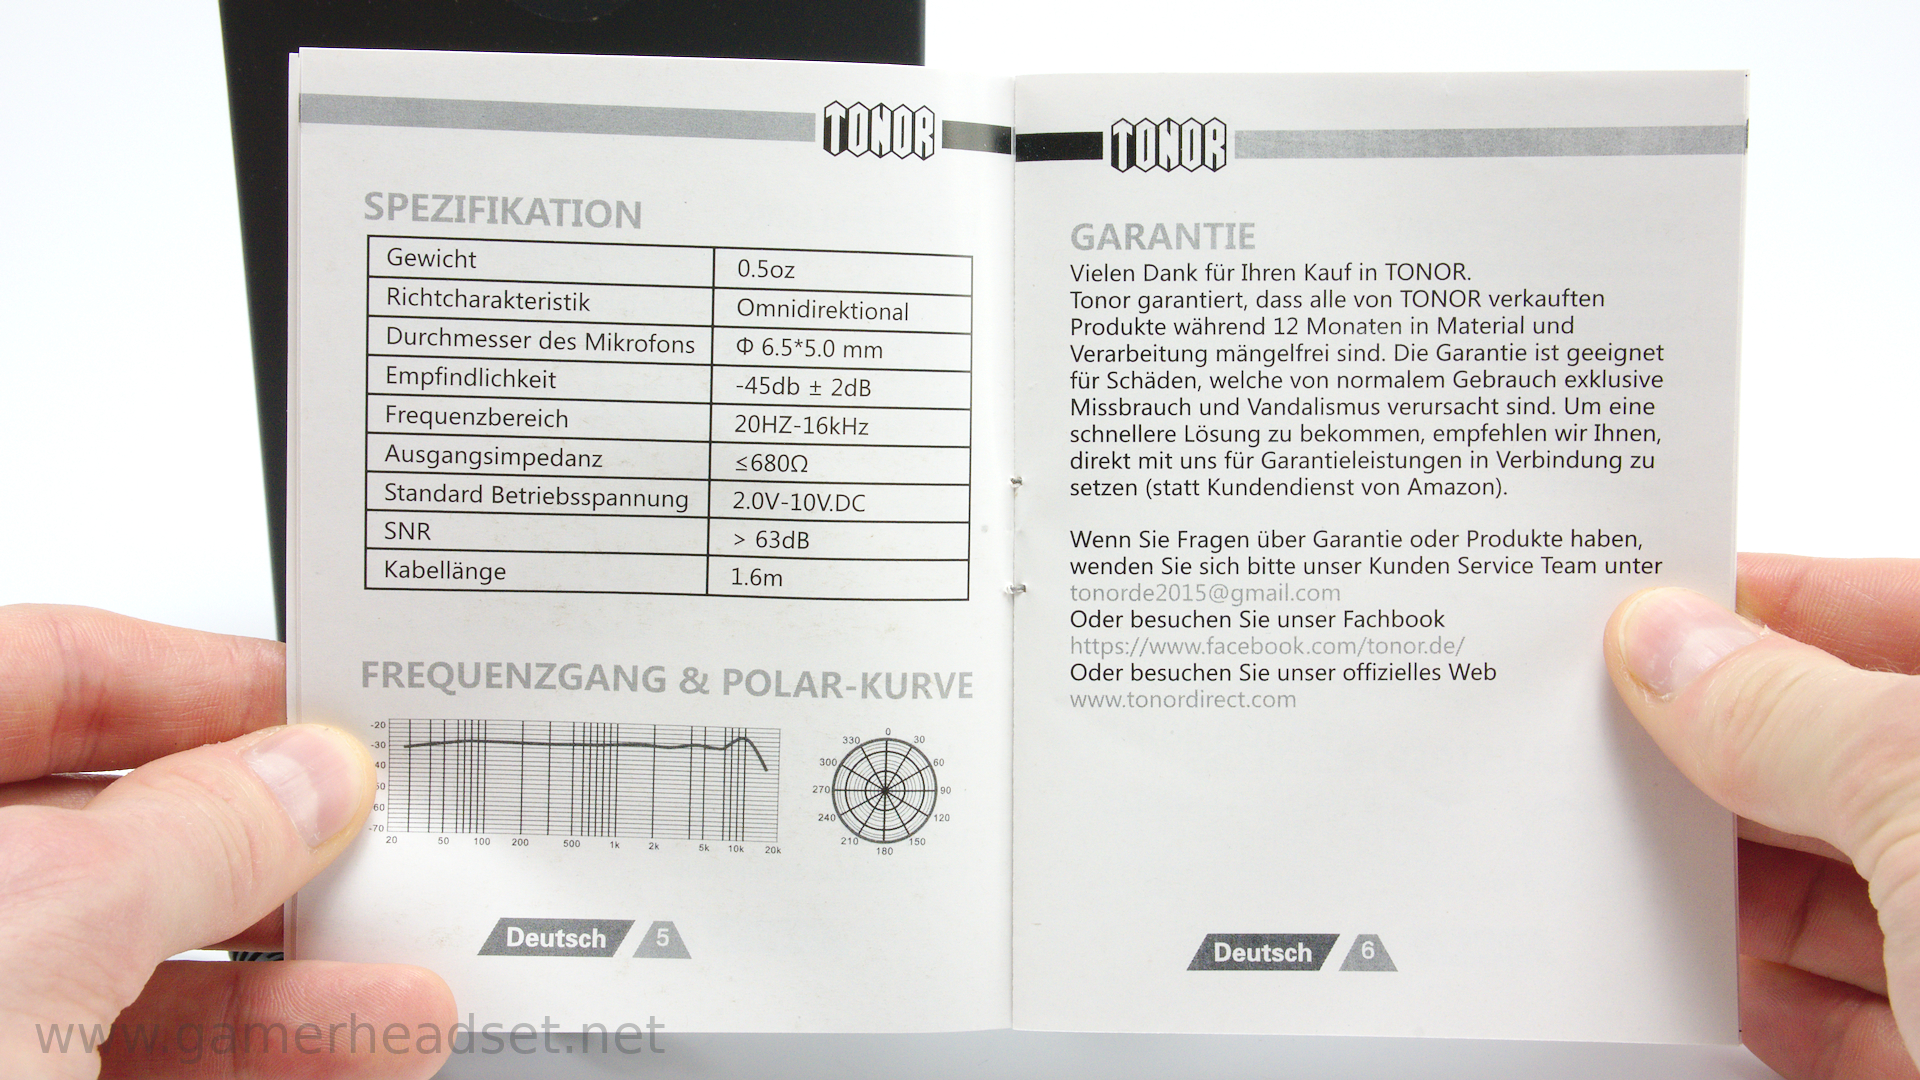 TONOR
SPEZIFIKATION
Gewicht 0.5oz
Richtcharakteristik Omnidirektional
Durchmesser des Mikrofons Φ 6.5*5.0 mm
Empfindlichkeit -45db ± 2dB
Frequenzbereich 20HZ-16kHz
Ausgangsimpedanz ≤680Ω
Standard Betriebsspannung 2.0V-10V.DC
SNR > 63dB
Kabellänge 1.6m
FREQUENZGANG & POLAR-KURVE
-20
-30
40
50
60
-70
20 50 100 200 500 1k 2k 5k 10k 20k
0
330 30
300 60
270 90
240 120
210 150
180
Deutsch 5
TONOR
GARANTIE
Vielen Dank für Ihren Kauf in TONOR.
Tonor garantiert, dass alle von TONOR verkauften
Produkte während 12 Monaten in Material und
Verarbeitung mängelfrei sind. Die Garantie ist geeignet
für Schäden, welche von normalem Gebrauch exklusive
Missbrauch und Vandalismus verursacht sind. Um eine
schnellere Lösung zu bekommen, empfehlen wir Ihnen,
direkt mit uns für Garantieleistungen in Verbindung zu
setzen (statt Kundendienst von Amazon).
Wenn Sie Fragen über Garantie oder Produkte haben,
wenden Sie sich bitte unser Kunden Service Team unter
tonorde2015@gmail.com
Oder besuchen Sie unser Fachbook
https://www.facebook.com/tonor.de/
Oder besuchen Sie unser offizielles Web
www.tonordirect.com
Deutsch 6
www.gamerheadset.net